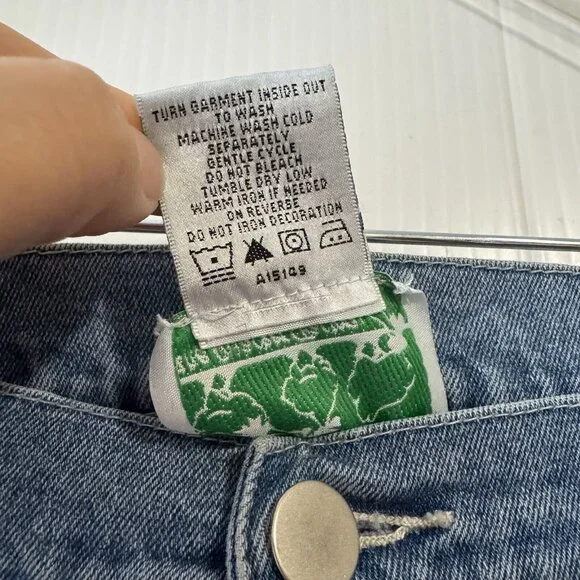 TURN GARMENT INSIDE OUT
TO WASH
MACHINE WASH COLD
SEPARATELY
GENTLE CYCLE
DO NOT BLEACH
TUMBLE DRY LOW
WARM IRON IF NEEDED
ON REVERSE
DO NOT IRON DECORATION
A15149